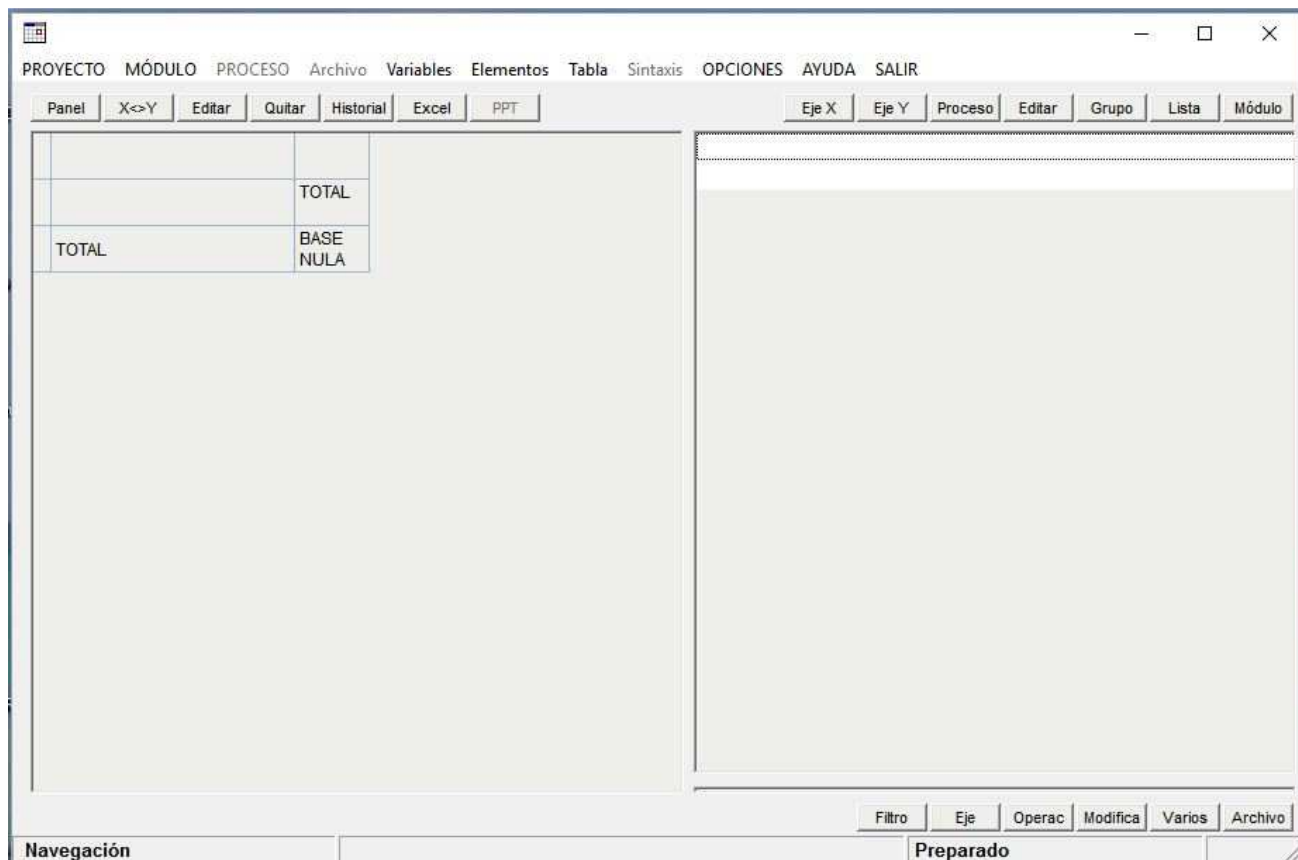 PROYECTO MÓDULO PROCESO Archivo Variables Elementos Tabla Sintaxis OPCIONES AYUDA SALIR
Panel X<>Y Editar Quitar Historial Excel PPT Eje X Eje Y Proceso Editar Grupo Lista Módulo
TOTAL
TOTAL BASE
NULA
Filtro Eje Operac Modifica Varios Archivo
Navegación Preparado